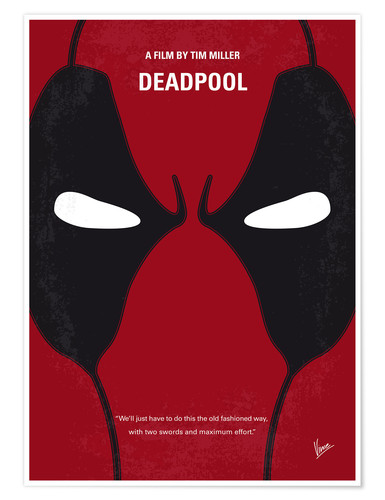 A FILM BY TIM MILLER
DEADPOOL
“We'll just have to do this the old fashioned way,
with two swords and maximum effort.”